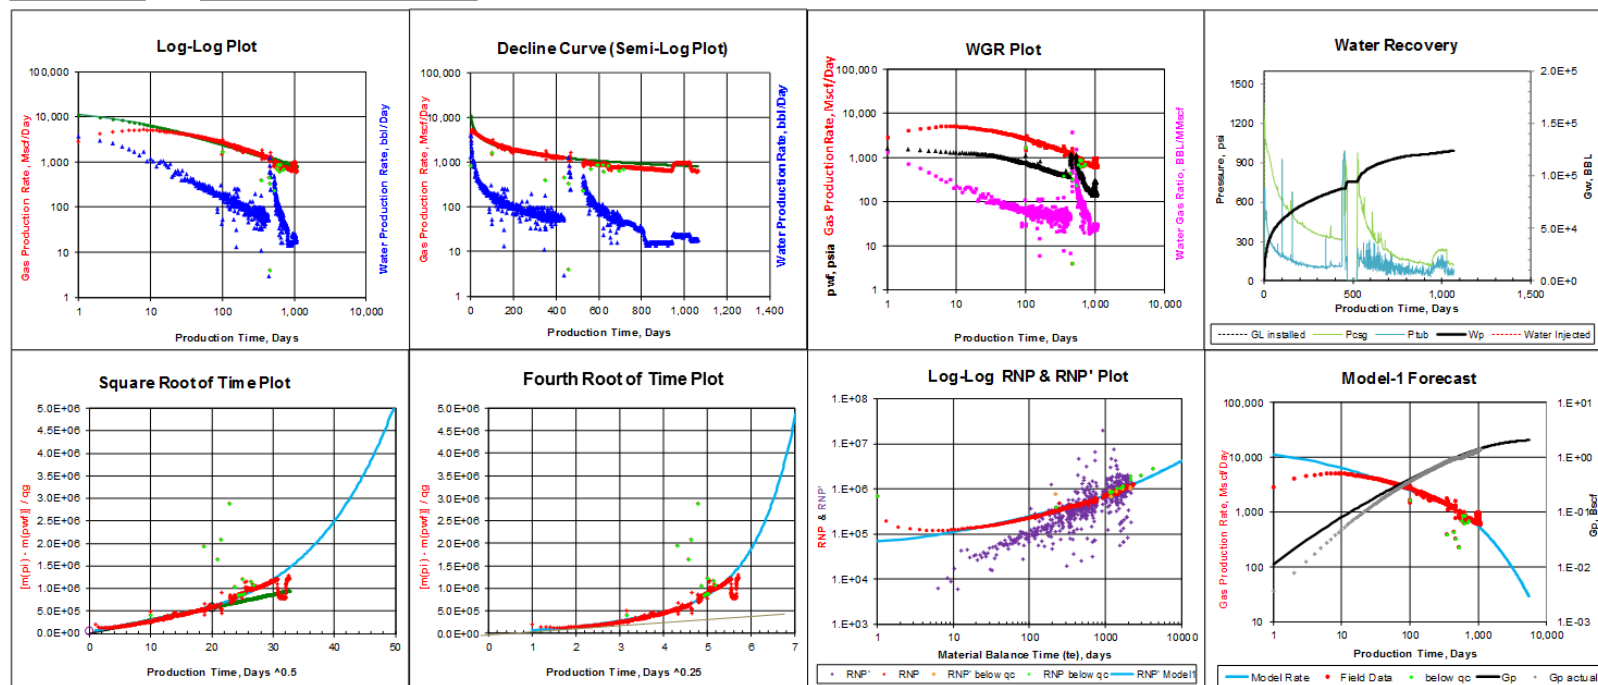 Log-Log Plot
100,000
10,000
1,000
100
10
1
1 10 100 1,000 10,000
Gas Production Rate, Mscf/Day
Water Production Rate, bbl/Day
Production Time, Days
Decline Curve (Semi-Log Plot)
100,000
10,000
1,000
100
10
1
0 200 400 600 800 1,000 1,200 1,400
Gas Production Rate, Mscf/Day
Water Production Rate, bbl/Day
Production Time, Days
WGR Plot
100,000
10,000
1,000
100
10
1
1 10 100 1,000 10,000
pwf, psia Gas Production Rate, Mscf/Day
Water Gas Ratio, BBL/MMscf
Production Time, Days
Water Recovery
1500
1200
900
600
300
0
2.0E+5
1.5E+5
1.0E+5
5.0E+4
0.0E+0
0 500 1,000 1,500
Pressure, psi
Gw, BBL
Production Time, Days
GL installed Pcsg Ptub Wp Water Injected
Square Root of Time Plot
5.0E+06
4.5E+06
4.0E+06
3.5E+06
3.0E+06
2.5E+06
2.0E+06
1.5E+06
1.0E+06
5.0E+05
0.0E+00
0 10 20 30 40 50
[m(pi) - m(pwf)] / qg
Production Time, Days ^0.5
Fourth Root of Time Plot
5.0E+06
4.5E+06
4.0E+06
3.5E+06
3.0E+06
2.5E+06
2.0E+06
1.5E+06
1.0E+06
5.0E+05
0.0E+00
0 1 2 3 4 5 6 7
[m(pi) - m(pwf)] / qg
Production Time, Days ^0.25
Log-Log RNP & RNP' Plot
1.E+08
1.E+07
1.E+06
1.E+05
1.E+04
1.E+03
1 10 100 1000 10000
RNP & RNP'
Material Balance Time (te), days
RNP' RNP RNP' below qc RNP below qc RNP' Model1
Model-1 Forecast
100,000
10,000
1,000
100
10
1.E+01
1.E+00
1.E-01
1.E-02
1.E-03
1 10 100 1,000 10,000
Gas Production Rate, Mscf/Day
Gp, Bscf
Production Time, Days
Model Rate Field Data below qc Gp Gp actual